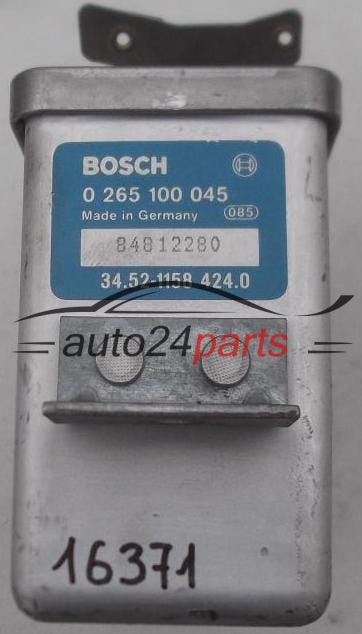 BOSCH
0 265 100 045
Made in Germany 085
84812280
34.52-1158 424.0
auto24parts
16371